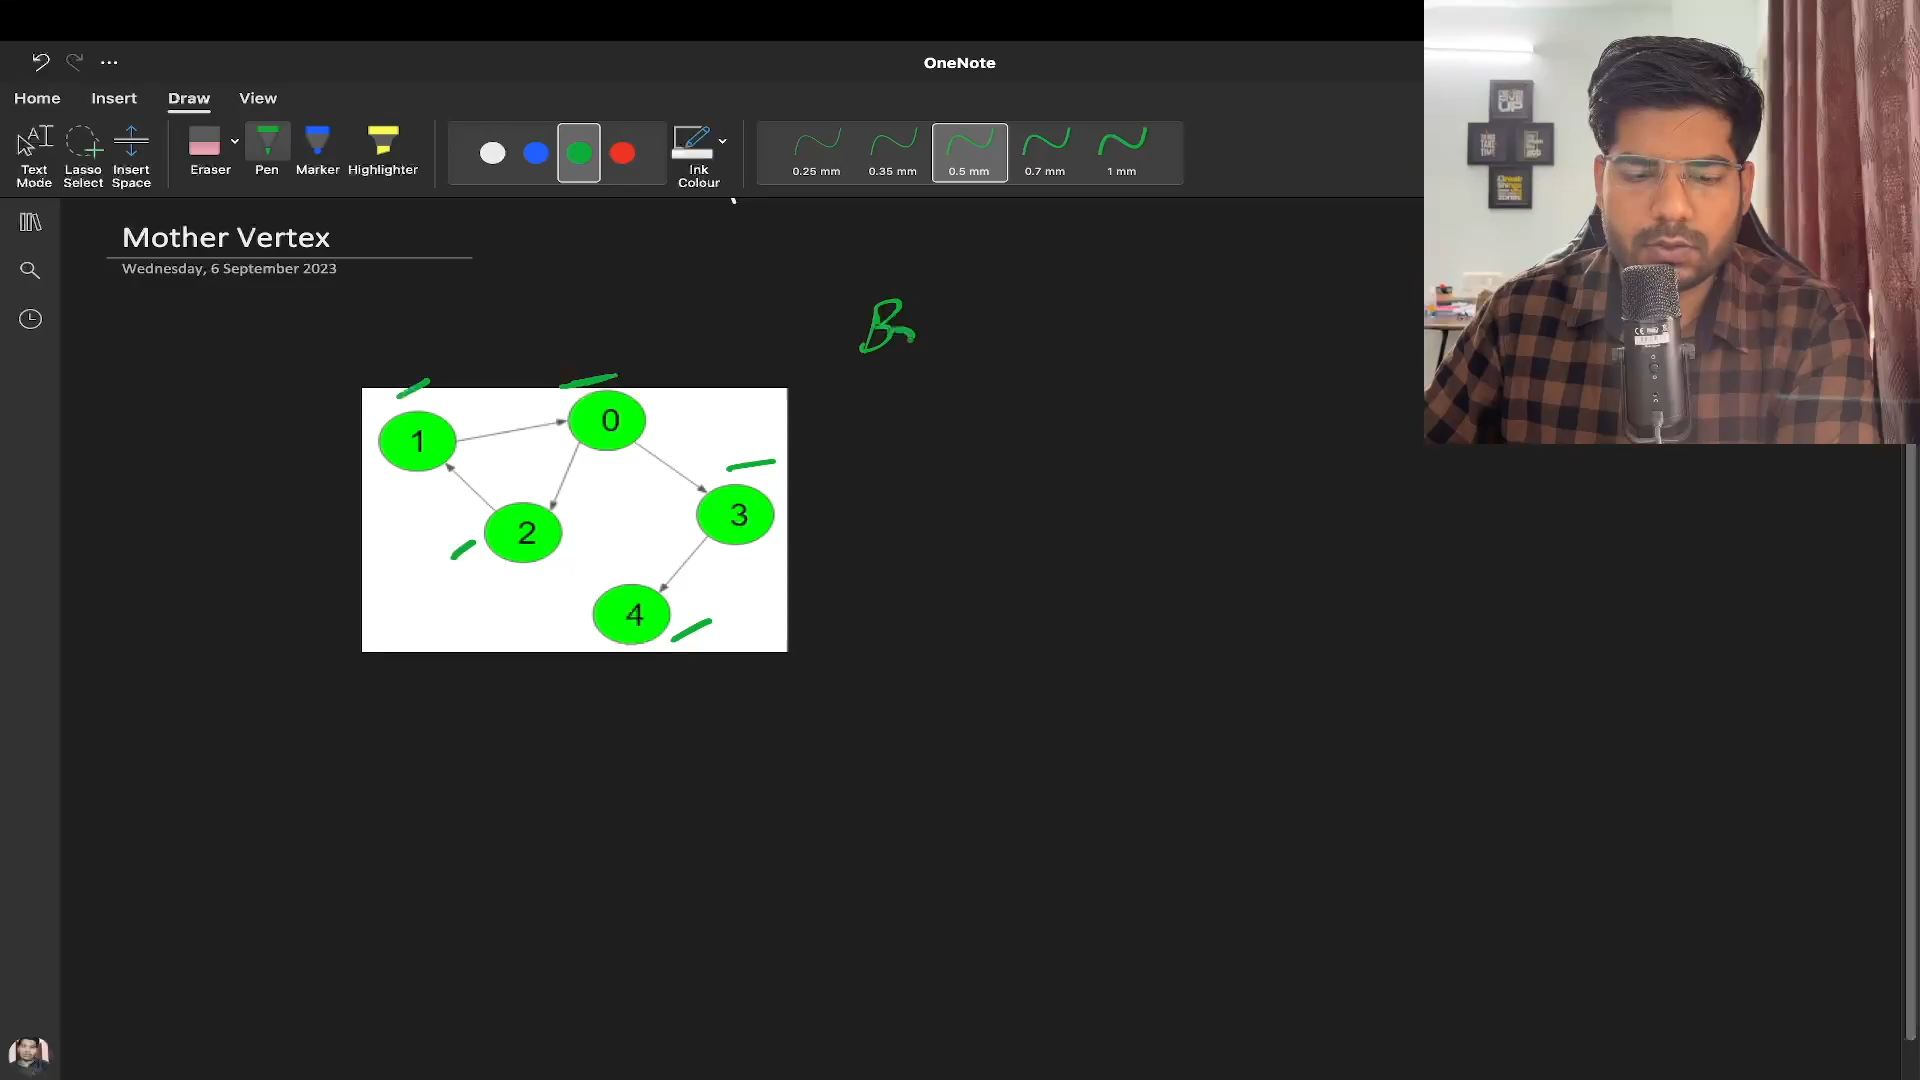 OneNote
Home Insert Draw View
Text Mode
Lasso Select
Insert Space
Eraser
Pen
Marker
Highlighter
Ink Colour
0.25 mm
0.35 mm
0.5 mm
0.7 mm
1 mm
Mother Vertex
Wednesday, 6 September 2023
1
0
3
2
4